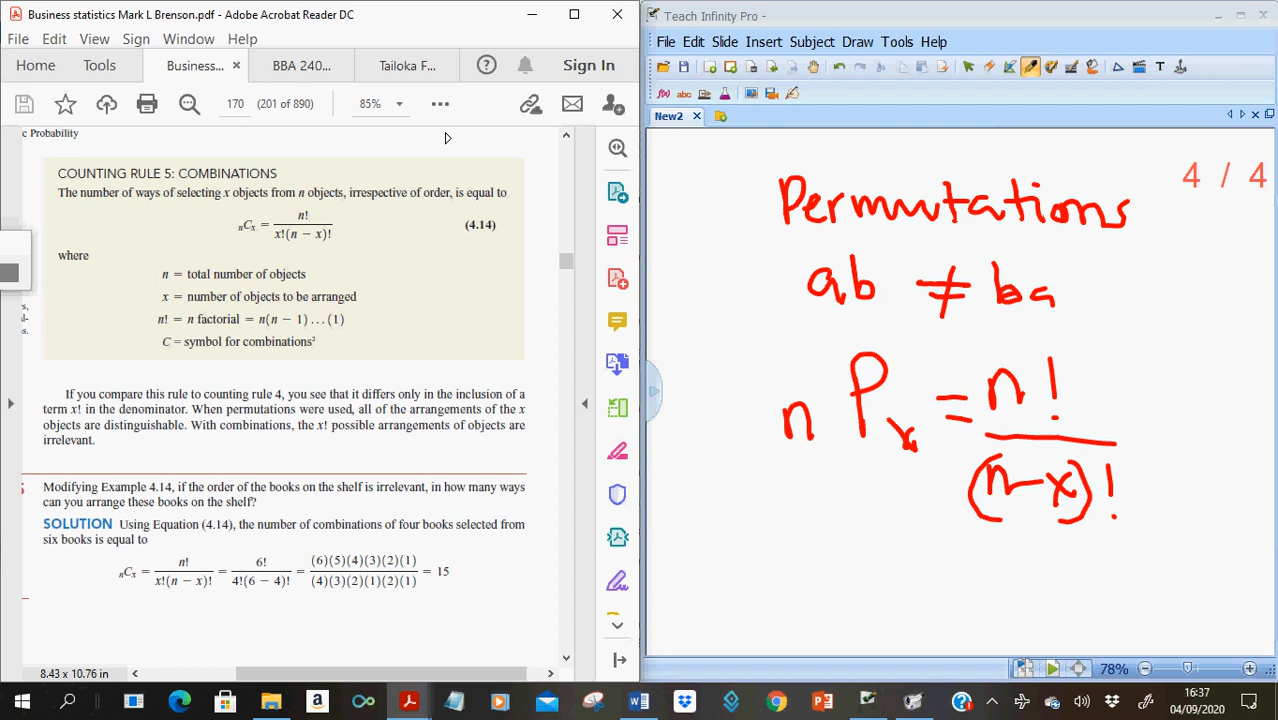 Business statistics Mark L Brenson.pdf - Adobe Acrobat Reader DC
File Edit View Sign Window Help
Home Tools Business... × BBA 240... Tailoka F... Sign In
170 (201 of 890) 85%
c Probability
COUNTING RULE 5: COMBINATIONS
The number of ways of selecting x objects from n objects, irrespective of order, is equal to
nCx = n! / x!(n − x)! (4.14)
where
n = total number of objects
x = number of objects to be arranged
n! = n factorial = n(n − 1) . . . (1)
C = symbol for combinations²
If you compare this rule to counting rule 4, you see that it differs only in the inclusion of a
term x! in the denominator. When permutations were used, all of the arrangements of the x
objects are distinguishable. With combinations, the x! possible arrangements of objects are
irrelevant.
Modifying Example 4.14, if the order of the books on the shelf is irrelevant, in how many ways
can you arrange these books on the shelf?
SOLUTION Using Equation (4.14), the number of combinations of four books selected from
six books is equal to
nCx = n! / x!(n − x)! = 6! / 4!(6 − 4)! = (6)(5)(4)(3)(2)(1) / (4)(3)(2)(1)(2)(1) = 15
8.43 x 10.76 in
Teach Infinity Pro -
File Edit Slide Insert Subject Draw Tools Help
f(x) abc
New2 ×
4 / 4
Permutations
ab ≠ ba
n P x = n! / (n-x)!
78%
16:37
04/09/2020